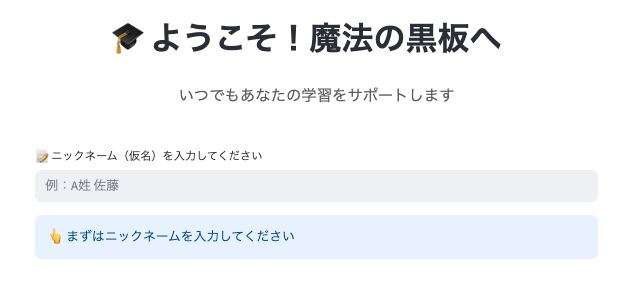 🎓 ようこそ！魔法の黒板へ
いつでもあなたの学習をサポートします
📝 ニックネーム（仮名）を入力してください
例：A姓 佐藤
👆 まずはニックネームを入力してください